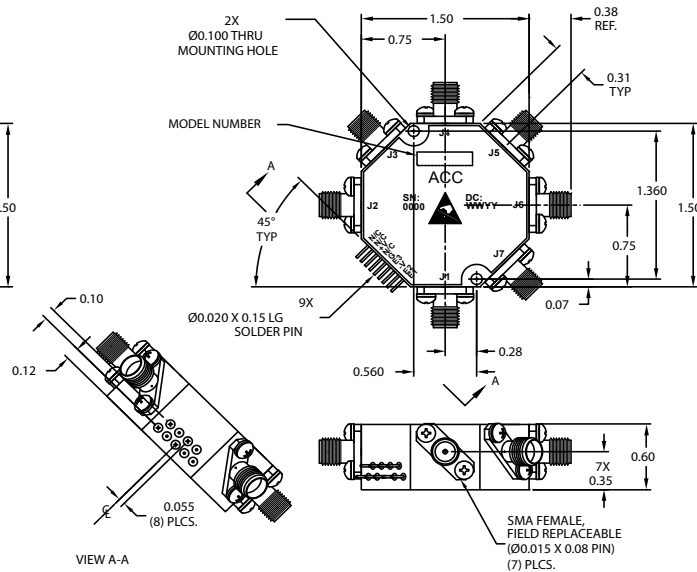 2X
Ø0.100 THRU
MOUNTING HOLE
1.50
0.75
0.38
REF.
0.31
TYP
MODEL NUMBER
J4
J3
J5
ACC
A
SN:
0000
DC:
WWYY
J2
J6
1.360
1.50
.50
45°
TYP
0.75
J7
J1
9X
Ø0.020 X 0.15 LG
SOLDER PIN
0.07
0.10
0.28
0.560
0.12
A
0.60
7X
0.35
0.055
(8) PLCS.
SMA FEMALE,
FIELD REPLACEABLE
(Ø0.015 X 0.08 PIN)
(7) PLCS.
VIEW A-A